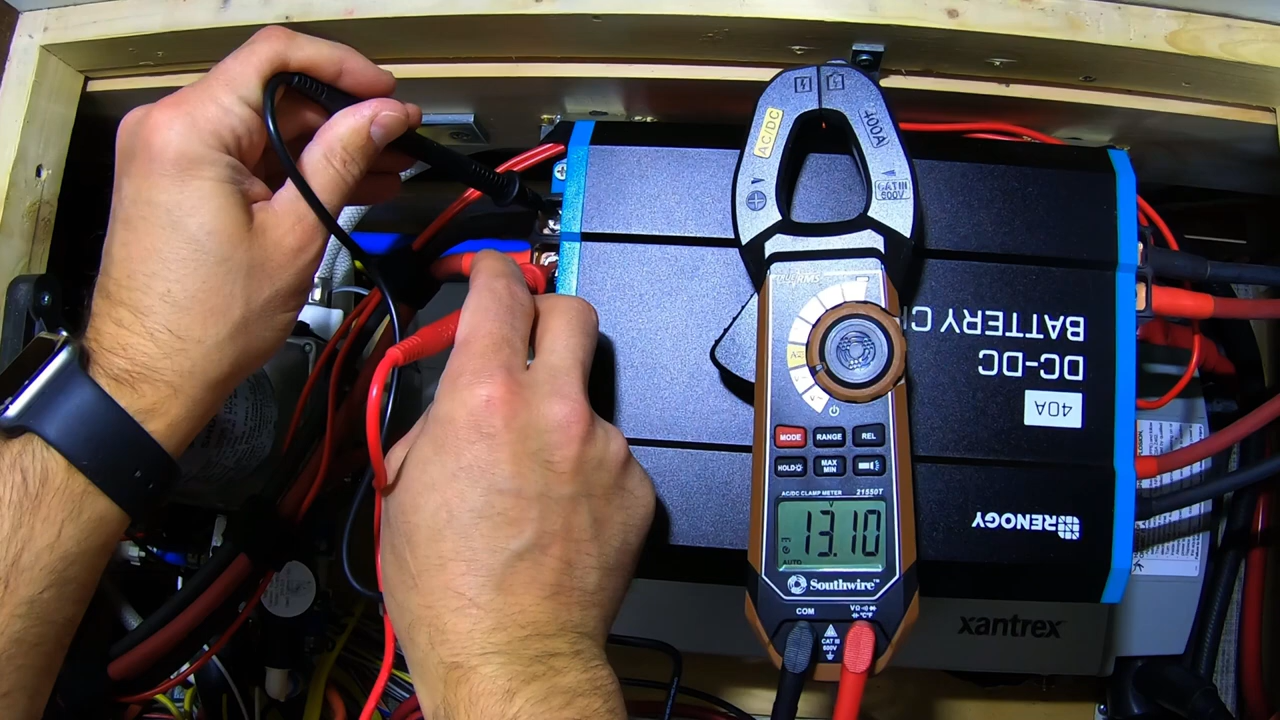 AC/DC
400A
CAT III
600V
TRUE RMS
MODE
RANGE
REL
HOLD
MAX
MIN
AC/DC CLAMP METER 21550T
V
AUTO
13.10
Southwire™
COM
CAT III
600V
BATTERY C
DC-DC
40A
RENOGY
xantrex